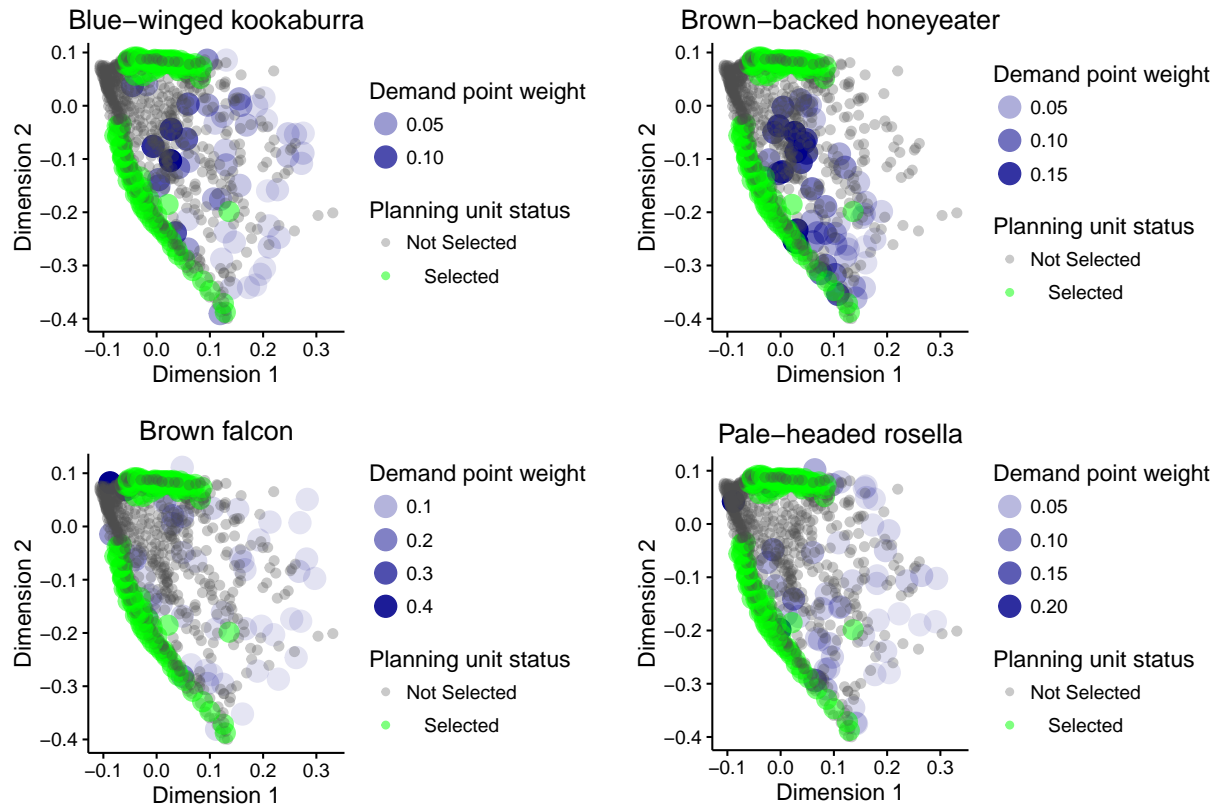 Blue−winged kookaburra
0.1
0.0
−0.1
−0.2
−0.3
−0.4
Dimension 2
−0.1 0.0 0.1 0.2 0.3
Dimension 1
Demand point weight
0.05
0.10
Planning unit status
Not Selected
Selected
Brown−backed honeyeater
0.1
0.0
−0.1
−0.2
−0.3
−0.4
Dimension 2
−0.1 0.0 0.1 0.2 0.3
Dimension 1
Demand point weight
0.05
0.10
0.15
Planning unit status
Not Selected
Selected
Brown falcon
0.1
0.0
−0.1
−0.2
−0.3
−0.4
Dimension 2
−0.1 0.0 0.1 0.2 0.3
Dimension 1
Demand point weight
0.1
0.2
0.3
0.4
Planning unit status
Not Selected
Selected
Pale−headed rosella
0.1
0.0
−0.1
−0.2
−0.3
−0.4
Dimension 2
−0.1 0.0 0.1 0.2 0.3
Dimension 1
Demand point weight
0.05
0.10
0.15
0.20
Planning unit status
Not Selected
Selected